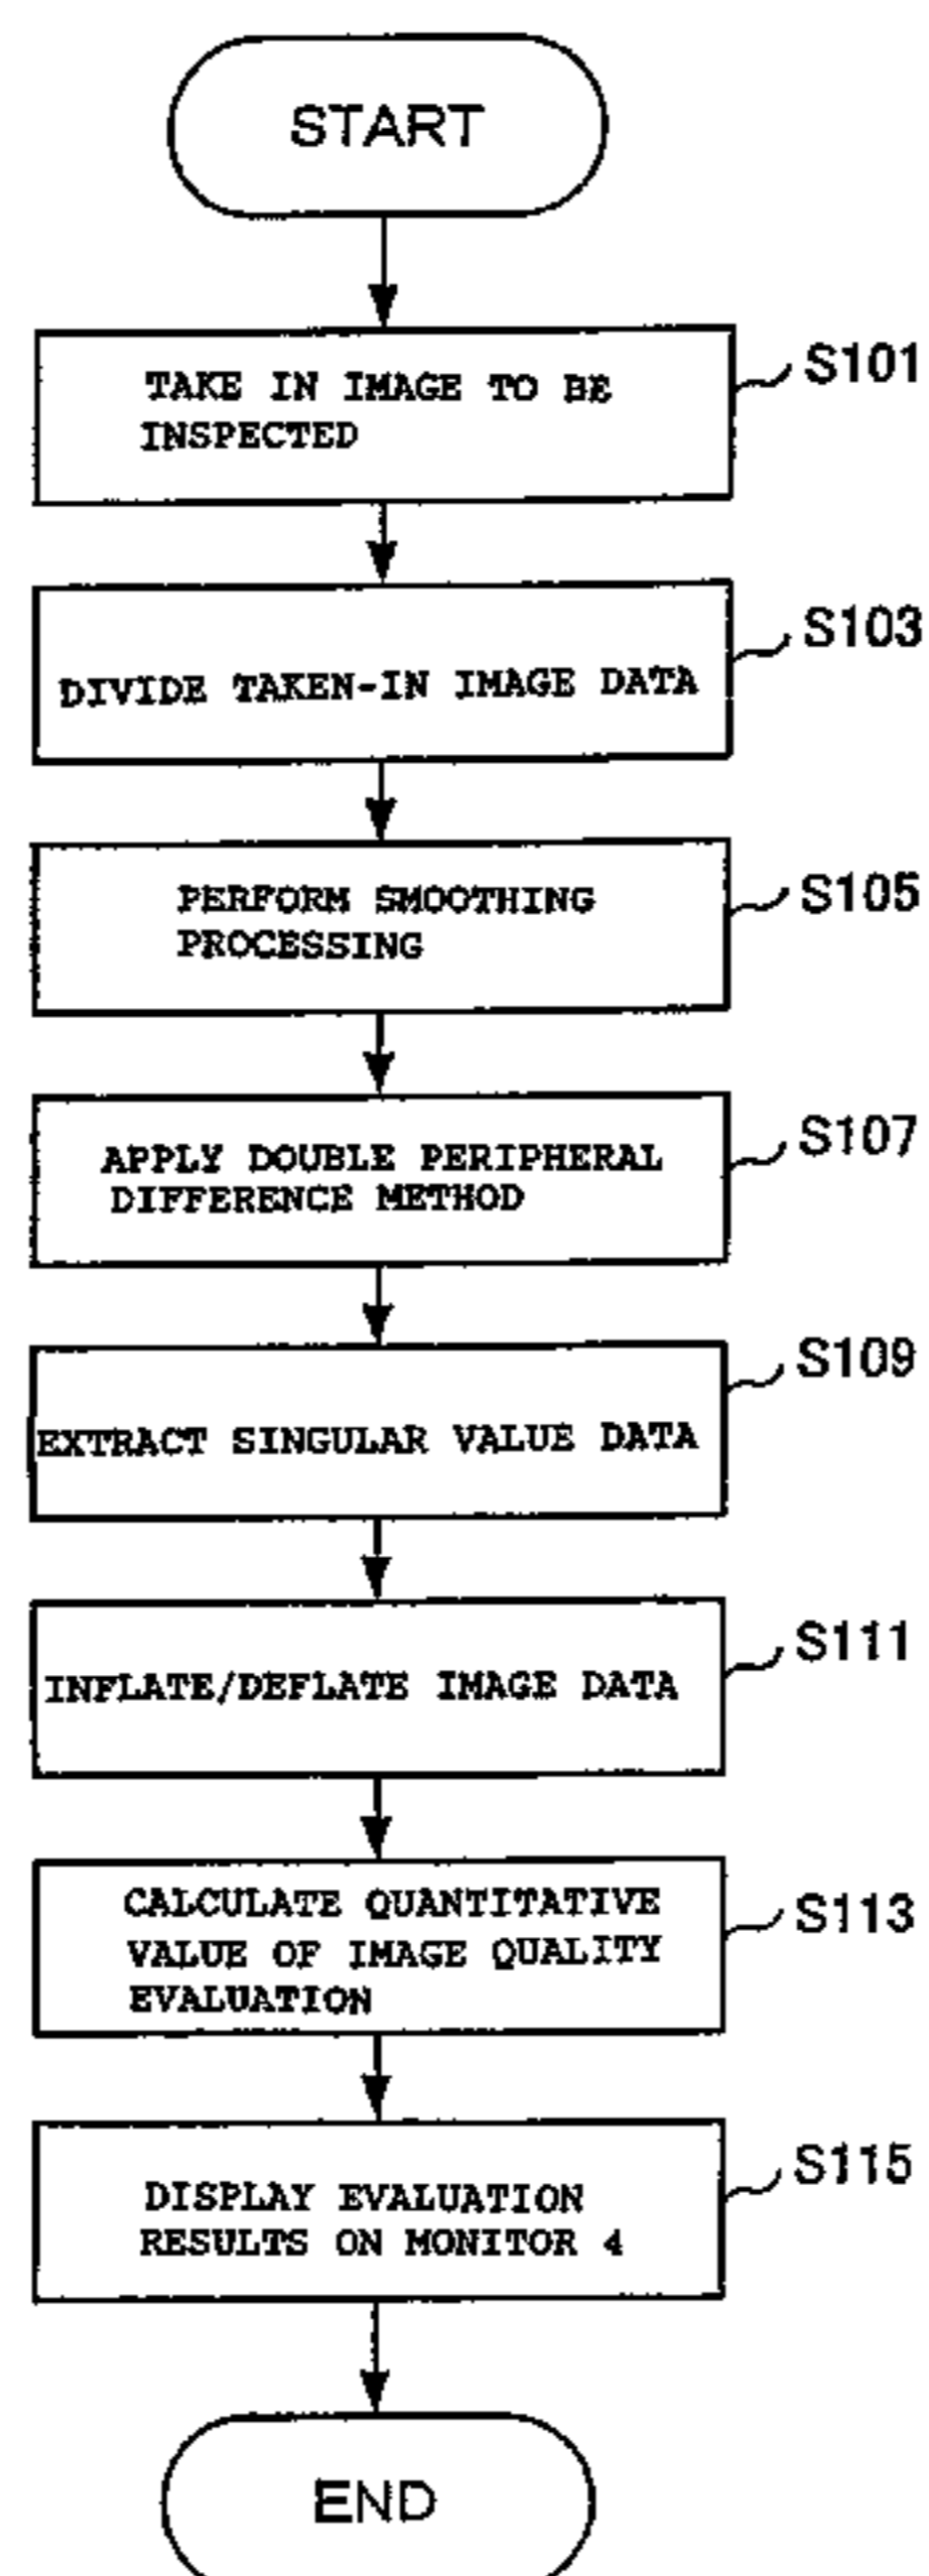 START
TAKE IN IMAGE TO BE
INSPECTED
S101
DIVIDE TAKEN-IN IMAGE DATA
S103
PERFORM SMOOTHING
PROCESSING
S105
APPLY DOUBLE PERIPHERAL
DIFFERENCE METHOD
S107
EXTRACT SINGULAR VALUE DATA
S109
INFLATE/DEFLATE IMAGE DATA
S111
CALCULATE QUANTITATIVE
VALUE OF IMAGE QUALITY
EVALUATION
S113
DISPLAY EVALUATION
RESULTS ON MONITOR 4
S115
END